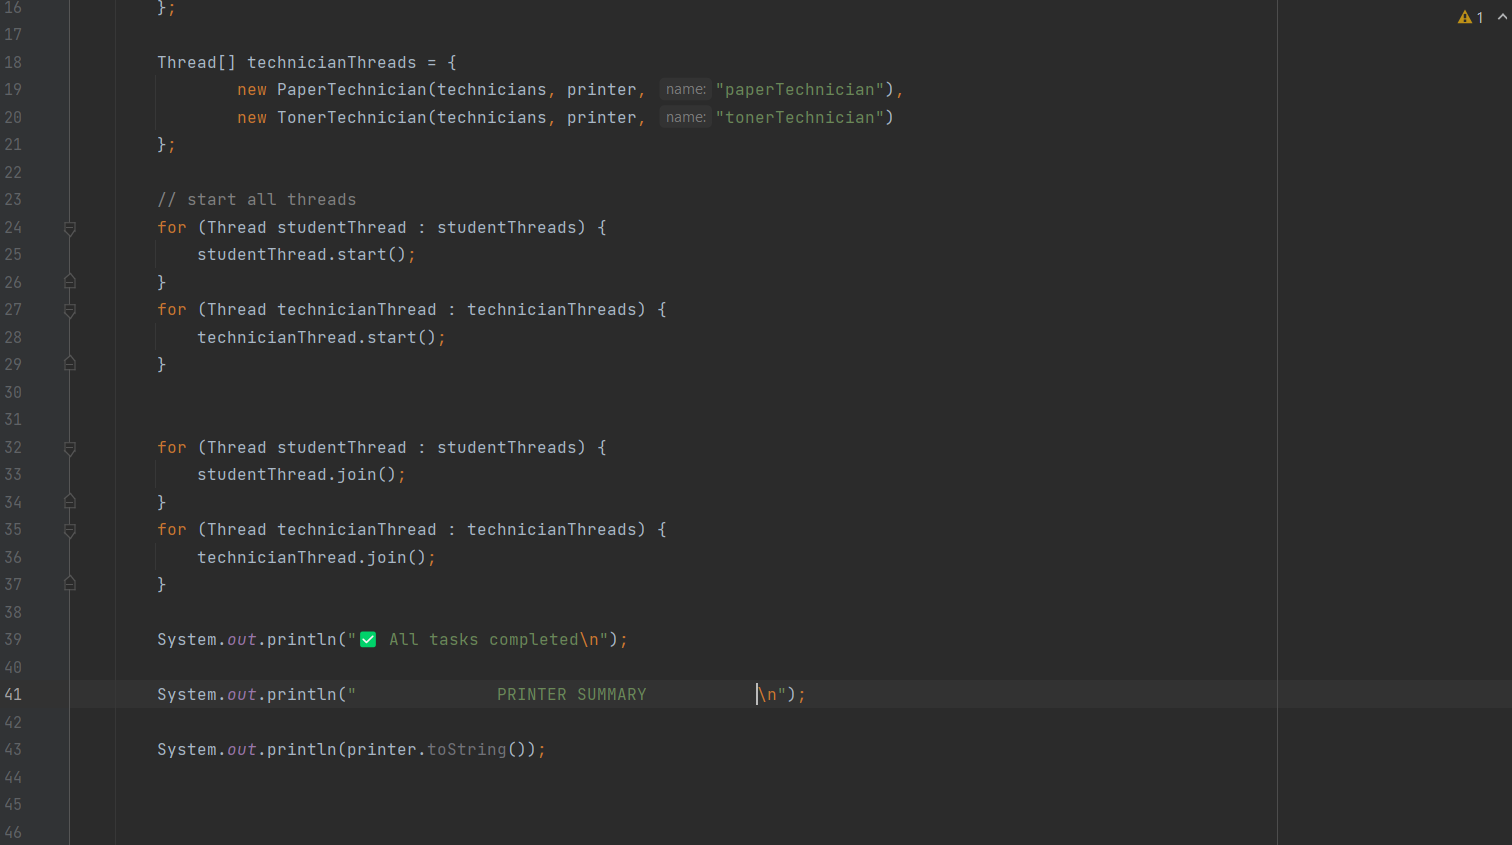 16 };
17
18 Thread[] technicianThreads = {
19 new PaperTechnician(technicians, printer, name: "paperTechnician"),
20 new TonerTechnician(technicians, printer, name: "tonerTechnician")
21 };
22
23 // start all threads
24 for (Thread studentThread : studentThreads) {
25 studentThread.start();
26 }
27 for (Thread technicianThread : technicianThreads) {
28 technicianThread.start();
29 }
30
31
32 for (Thread studentThread : studentThreads) {
33 studentThread.join();
34 }
35 for (Thread technicianThread : technicianThreads) {
36 technicianThread.join();
37 }
38
39 System.out.println("✅ All tasks completed\n");
40
41 System.out.println("              PRINTER SUMMARY           \n");
42
43 System.out.println(printer.toString());
44
45
46
1